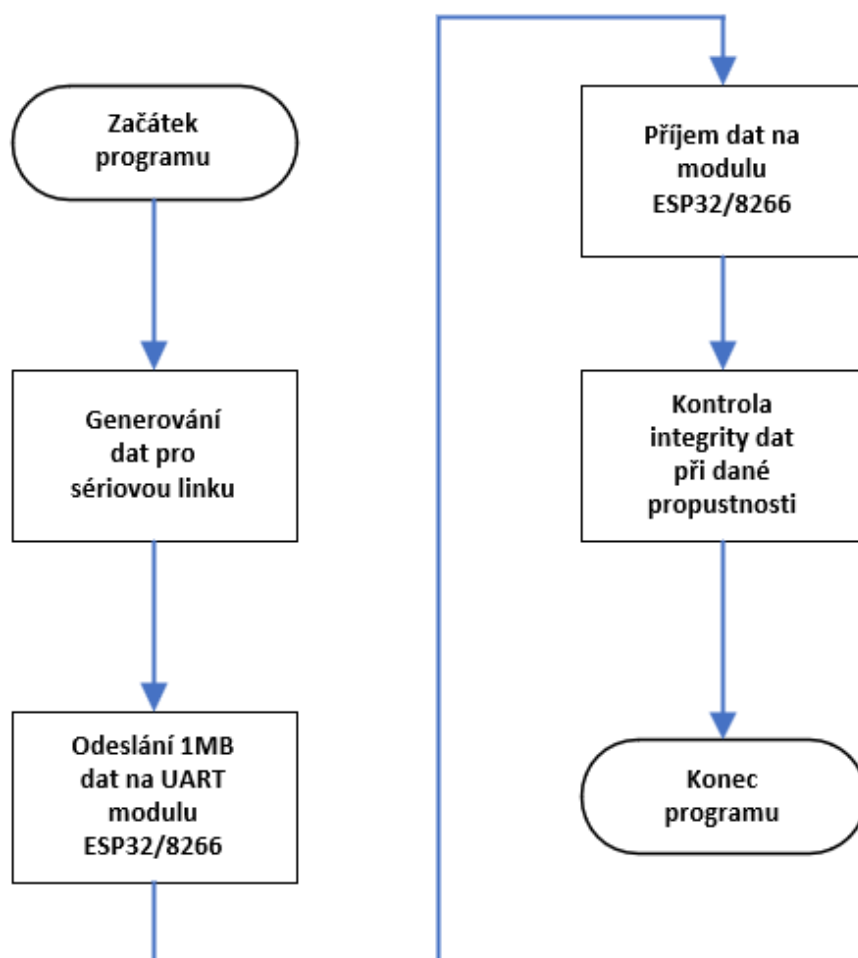 Začátek
programu
Generování
dat pro
sériovou linku
Odeslání 1MB
dat na UART
modulu
ESP32/8266
Příjem dat na
modulu
ESP32/8266
Kontrola
integrity dat
při dané
propustnosti
Konec
programu